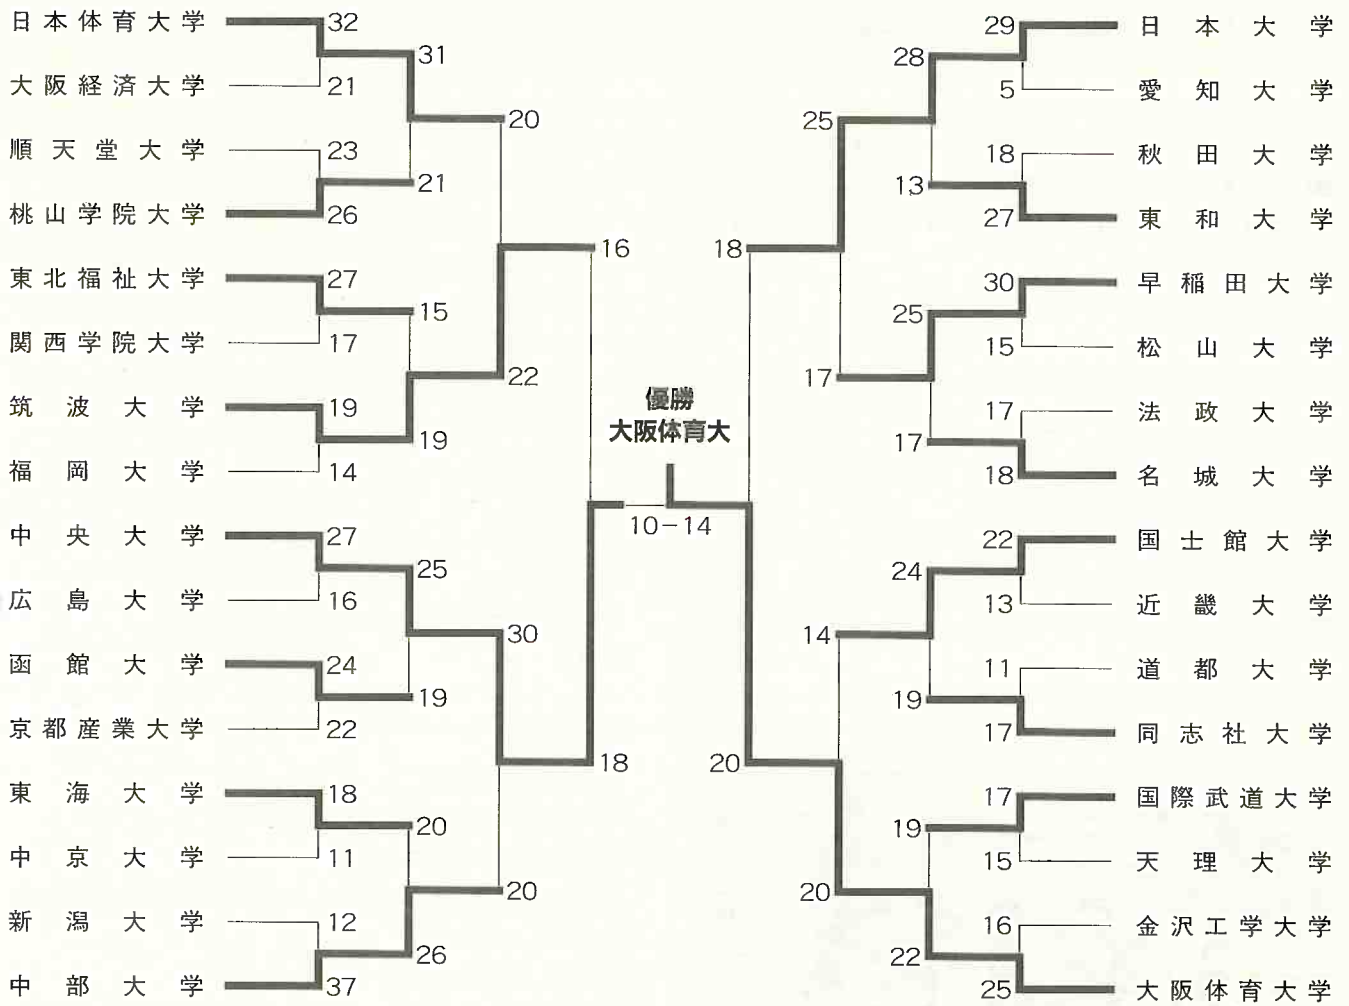 日本体育大学 32
31
大阪経済大学 21
20
順天堂大学 23
21
桃山学院大学 26
16
東北福祉大学 27
15
関西学院大学 17
22
筑波大学 19
19
福岡大学 14
中央大学 27
25
広島大学 16
30
函館大学 24
19
京都産業大学 22
18
東海大学 18
20
中京大学 11
20
新潟大学 12
26
中部大学 37
優勝
大阪体育大
10-14
29 日本大学
28
5 愛知大学
25
18 秋田大学
13
27 東和大学
18
30 早稲田大学
25
15 松山大学
17
17 法政大学
17
18 名城大学
22 国士館大学
24
13 近畿大学
14
11 道都大学
19
17 同志社大学
20
17 国際武道大学
19
15 天理大学
20
16 金沢工学大学
22
25 大阪体育大学